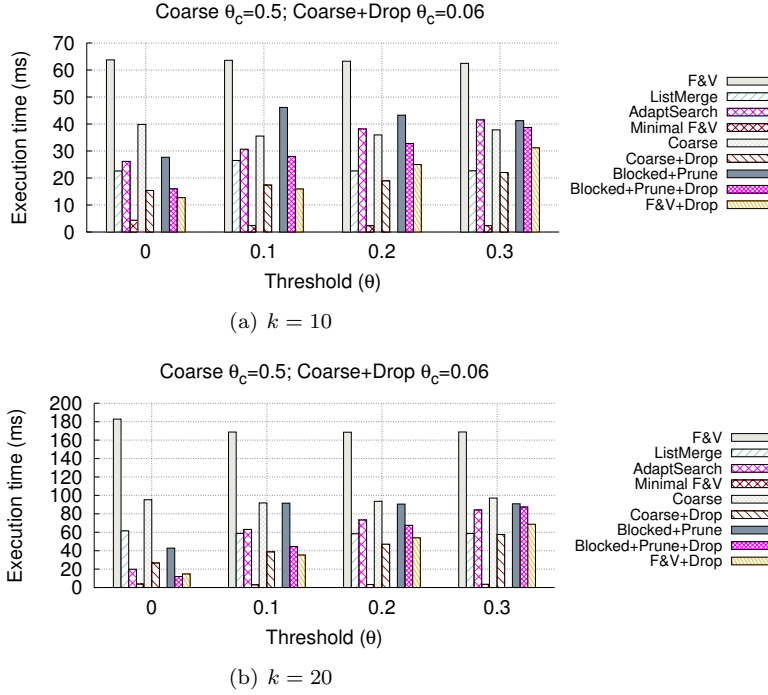 Coarse θc=0.5; Coarse+Drop θc=0.06
Execution time (ms)
70
60
50
40
30
20
10
0
0 0.1 0.2 0.3
Threshold (θ)
F&V
ListMerge
AdaptSearch
Minimal F&V
Coarse
Coarse+Drop
Blocked+Prune
Blocked+Prune+Drop
F&V+Drop
(a) k = 10
Coarse θc=0.5; Coarse+Drop θc=0.06
Execution time (ms)
200
180
160
140
120
100
80
60
40
20
0
0 0.1 0.2 0.3
Threshold (θ)
F&V
ListMerge
AdaptSearch
Minimal F&V
Coarse
Coarse+Drop
Blocked+Prune
Blocked+Prune+Drop
F&V+Drop
(b) k = 20